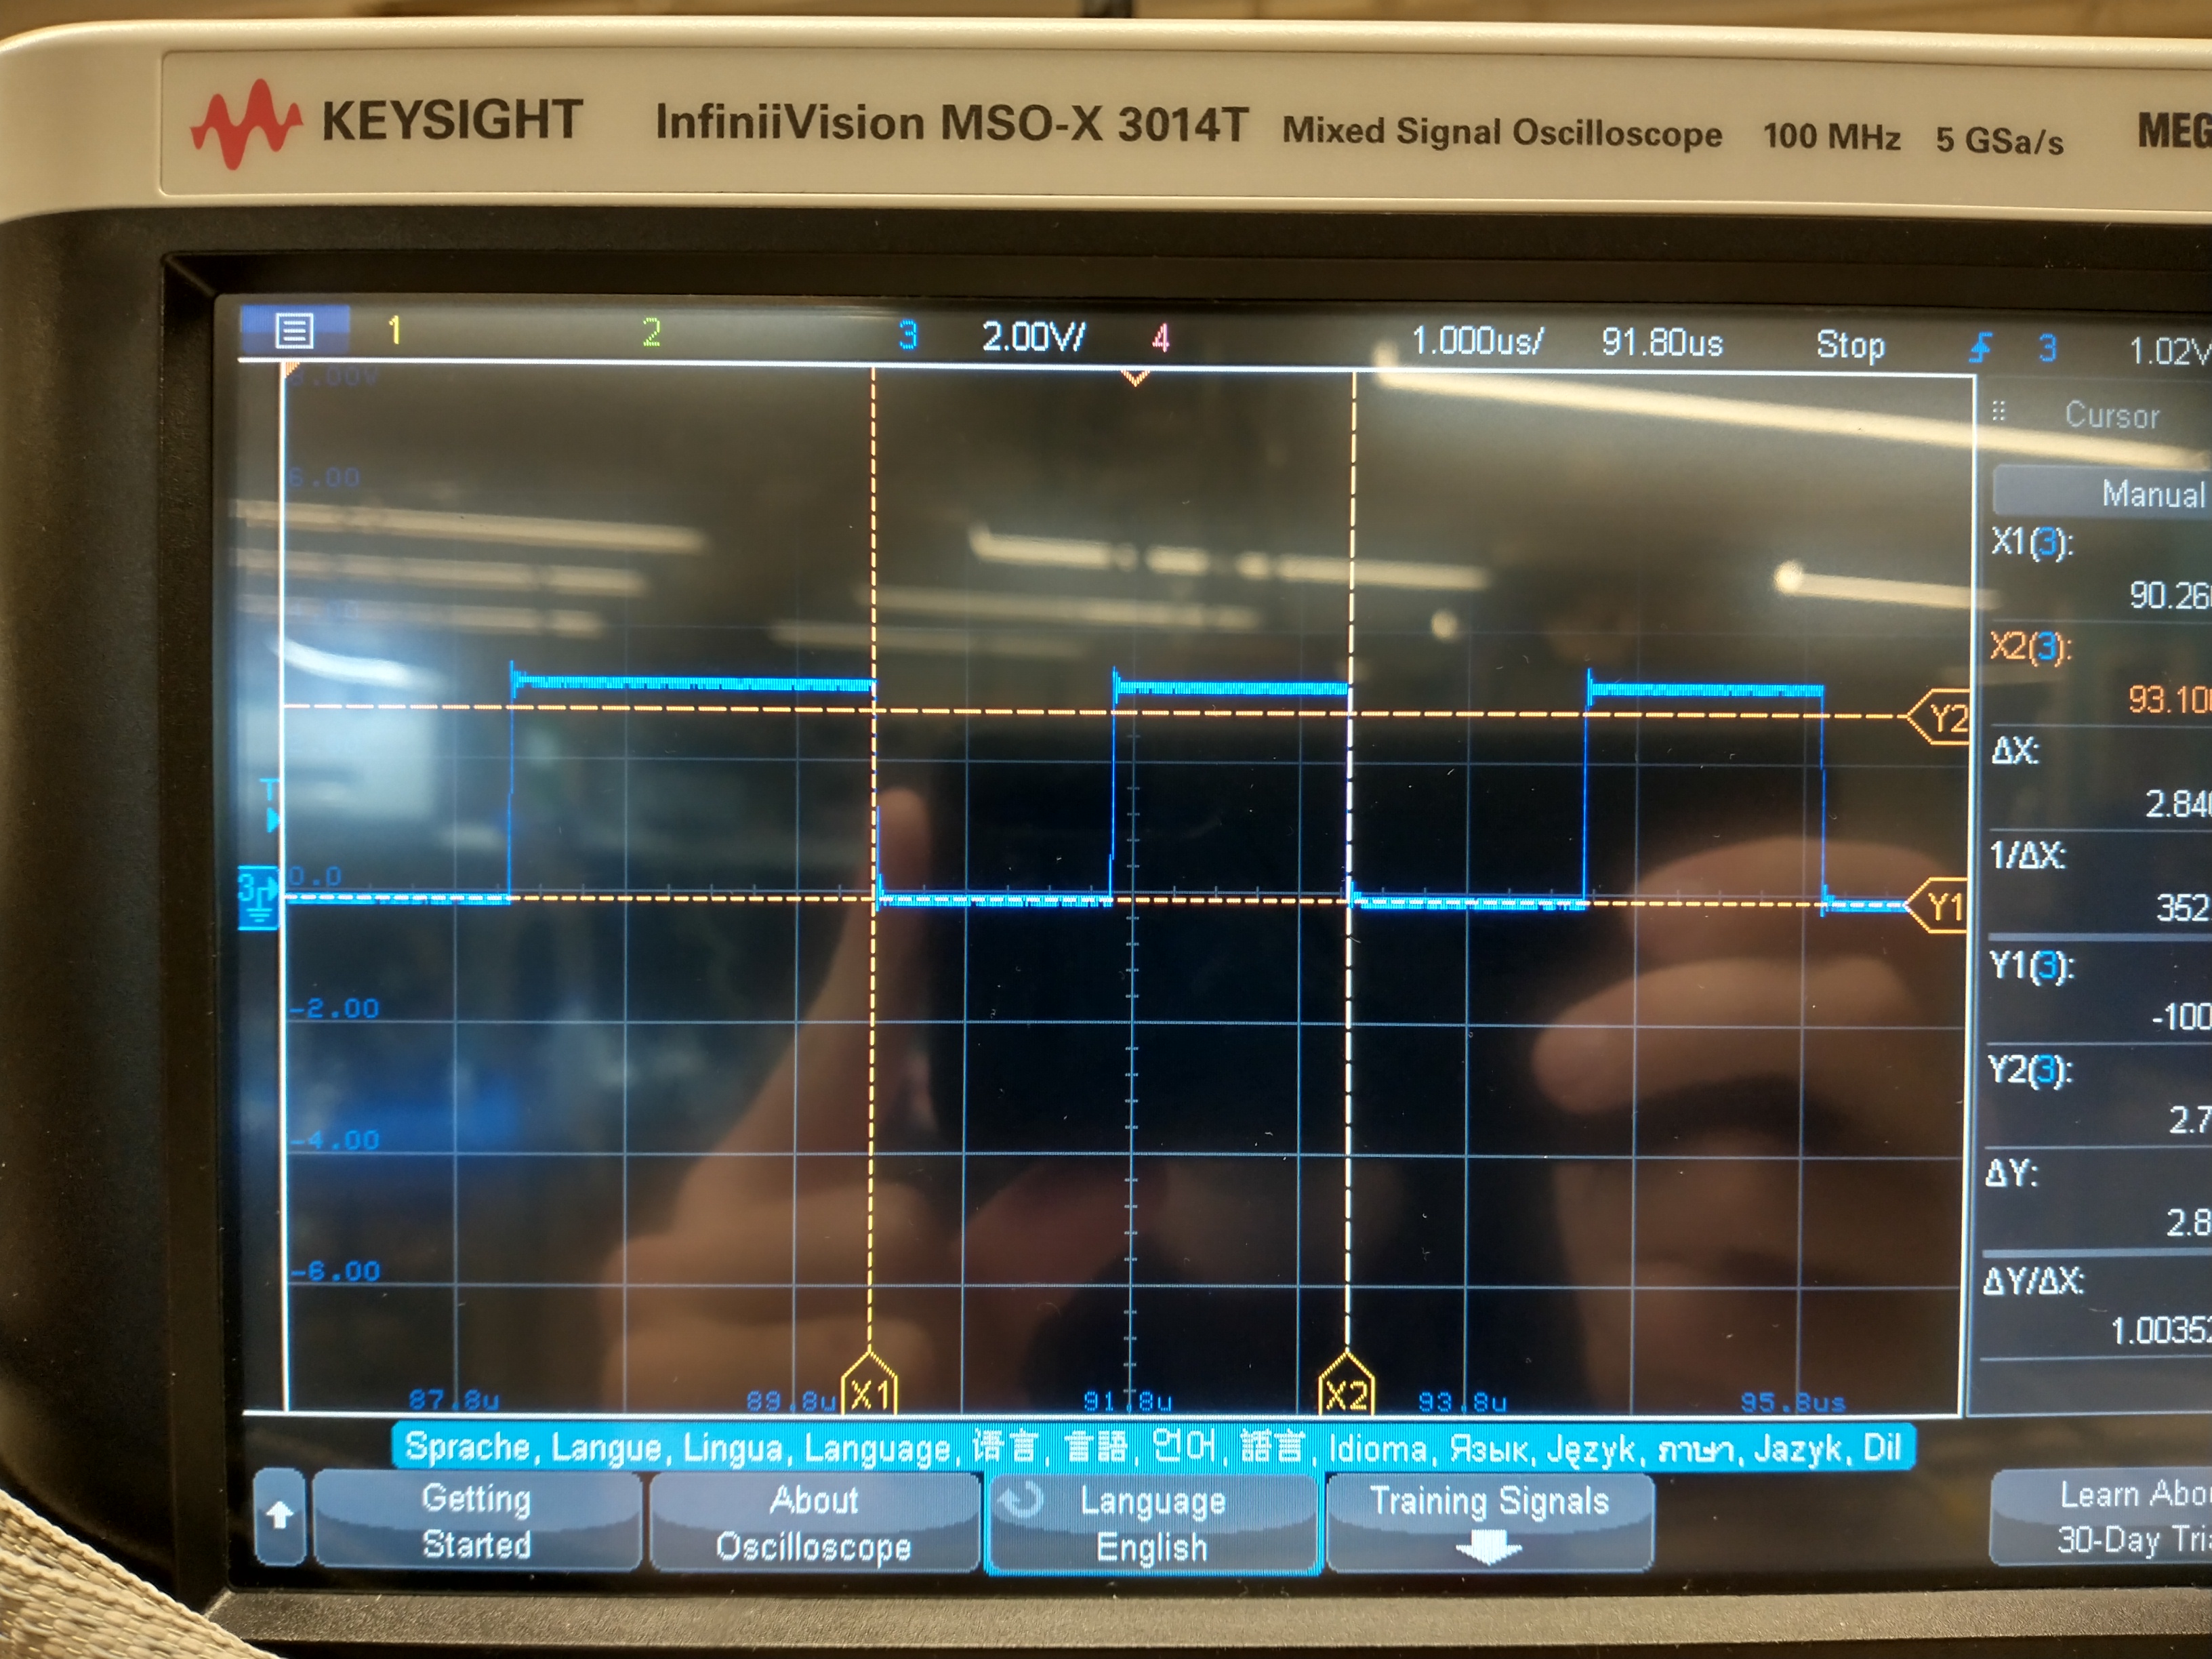 KEYSIGHT InfiniiVision MSO-X 3014T Mixed Signal Oscilloscope 100 MHz 5 GSa/s MEG
1 2 3 2.00V/ 4 1.000us/ 91.80us Stop 3 1.02V
Cursor
Manual
X1(3):
90.26
X2(3):
93.10
ΔX:
2.84
1/ΔX:
352
Y1(3):
-100
Y2(3):
2.7
ΔY:
2.8
ΔY/ΔX:
1.0035
6.00
0.0
-2.00
-4.00
-6.00
T
3
Y2
Y1
X1 X2
87.8u 89.8u 91.8u 93.8u 95.8us
Sprache, Langue, Lingua, Language, 语言, 言語, 언어, 語言, Idioma, Язык, Język, ภาษา, Jazyk, Dil
Getting
Started
About
Oscilloscope
Language
English
Training Signals
Learn Abou
30-Day Tri